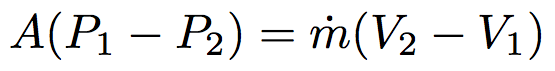 A(P₁ − P₂) = ṁ(V₂ − V₁)